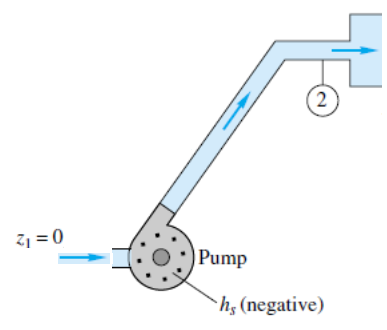 2
z₁ = 0
Pump
hₛ (negative)